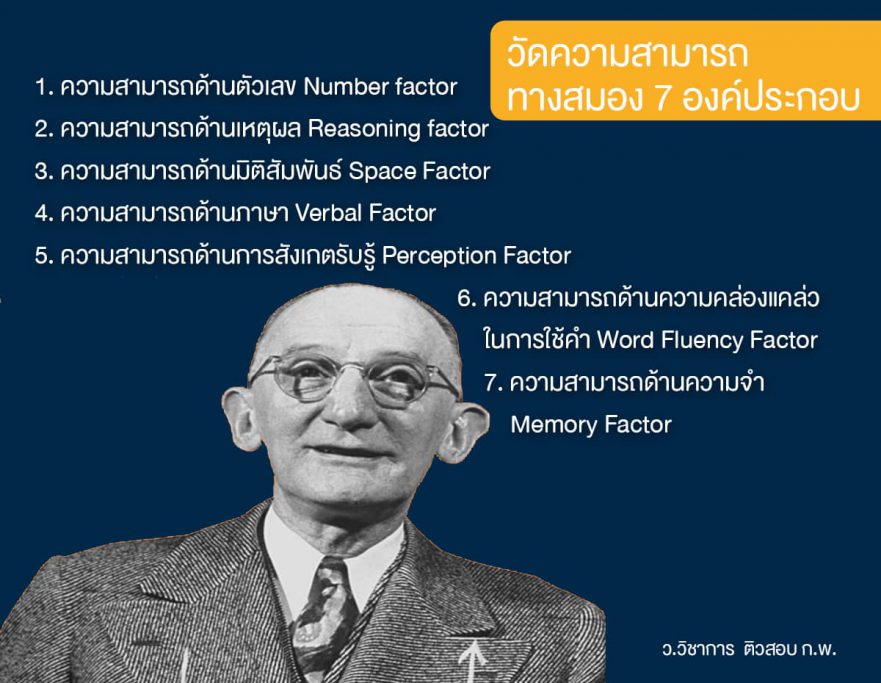 วัดความสามารถ
ทางสมอง 7 องค์ประกอบ
1. ความสามารถด้านตัวเลข Number factor
2. ความสามารถด้านเหตุผล Reasoning factor
3. ความสามารถด้านมิติสัมพันธ์ Space Factor
4. ความสามารถด้านภาษา Verbal Factor
5. ความสามารถด้านการสังเกตรับรู้ Perception Factor
6. ความสามารถด้านความคล่องแคล่ว
ในการใช้คำ Word Fluency Factor
7. ความสามารถด้านความจำ
Memory Factor
ว.วิชาการ ติวสอบ ก.พ.